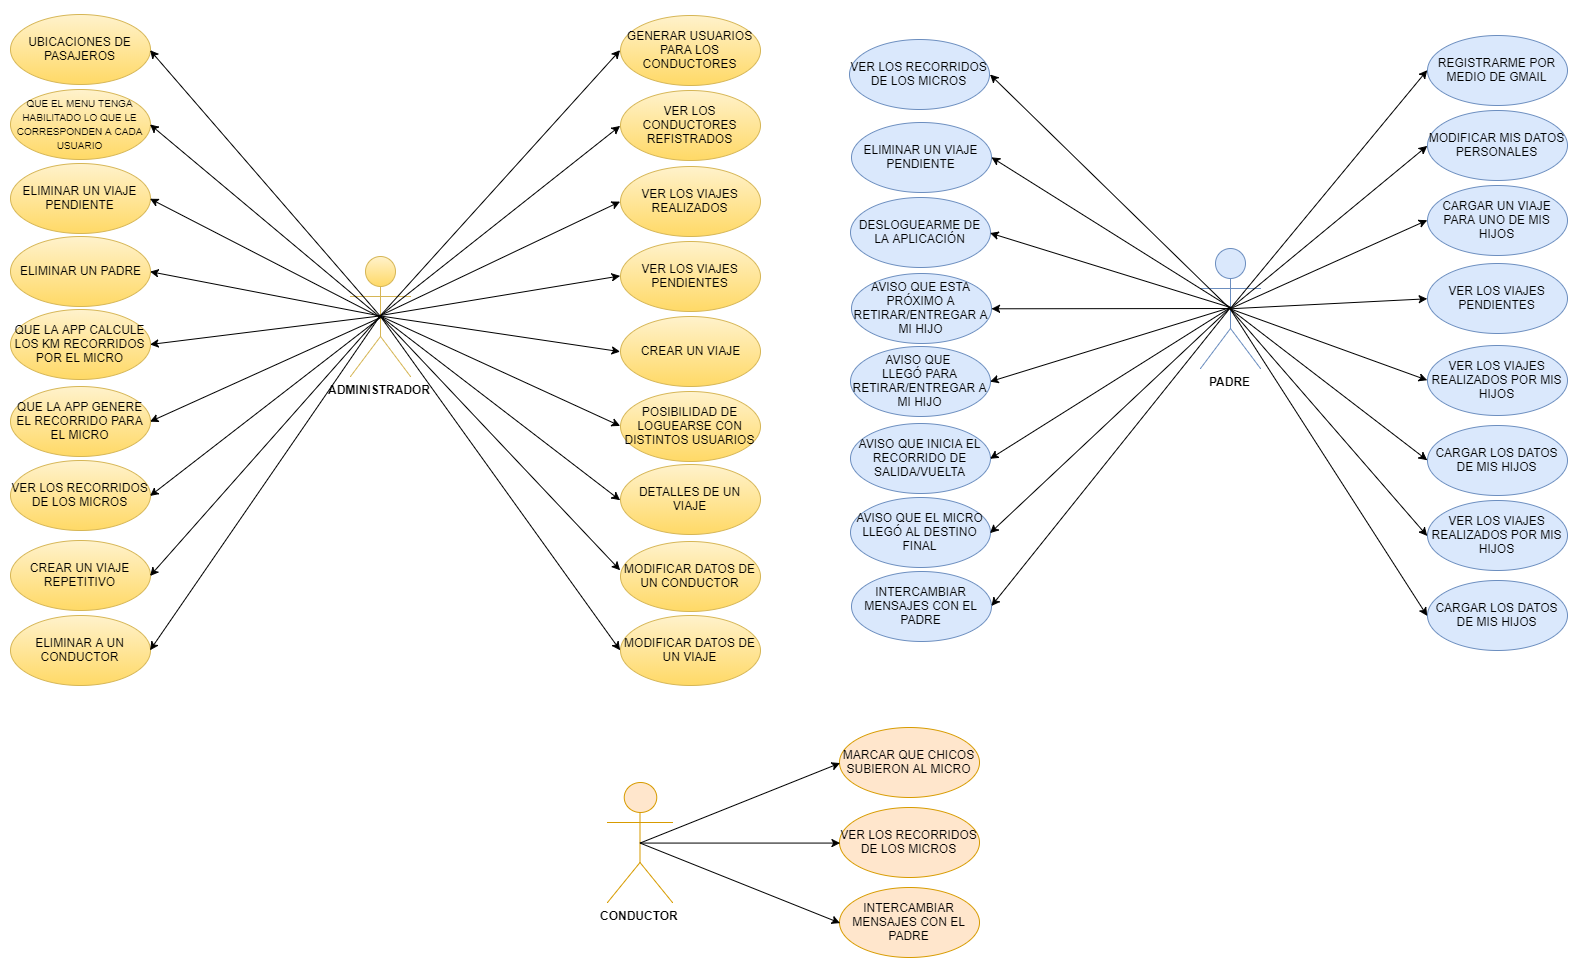 UBICACIONES DE
PASAJEROS
QUE EL MENU TENGA
HABILITADO LO QUE LE
CORRESPONDEN A CADA
USUARIO
ELIMINAR UN VIAJE
PENDIENTE
ELIMINAR UN PADRE
QUE LA APP CALCULE
LOS KM RECORRIDOS
POR EL MICRO
QUE LA APP GENERE
EL RECORRIDO PARA
EL MICRO
VER LOS RECORRIDOS
DE LOS MICROS
CREAR UN VIAJE
REPETITIVO
ELIMINAR A UN
CONDUCTOR
ADMINISTRADOR
GENERAR USUARIOS
PARA LOS
CONDUCTORES
VER LOS
CONDUCTORES
REFISTRADOS
VER LOS VIAJES
REALIZADOS
VER LOS VIAJES
PENDIENTES
CREAR UN VIAJE
POSIBILIDAD DE
LOGUEARSE CON
DISTINTOS USUARIOS
DETALLES DE UN
VIAJE
MODIFICAR DATOS DE
UN CONDUCTOR
MODIFICAR DATOS DE
UN VIAJE
VER LOS RECORRIDOS
DE LOS MICROS
ELIMINAR UN VIAJE
PENDIENTE
DESLOGUEARME DE
LA APLICACIÓN
AVISO QUE ESTA
PRÓXIMO A
RETIRAR/ENTREGAR A
MI HIJO
AVISO QUE
LLEGÓ PARA
RETIRAR/ENTREGAR A
MI HIJO
AVISO QUE INICIA EL
RECORRIDO DE
SALIDA/VUELTA
AVISO QUE EL MICRO
LLEGÓ AL DESTINO
FINAL
INTERCAMBIAR
MENSAJES CON EL
PADRE
PADRE
REGISTRARME POR
MEDIO DE GMAIL
MODIFICAR MIS DATOS
PERSONALES
CARGAR UN VIAJE
PARA UNO DE MIS
HIJOS
VER LOS VIAJES
PENDIENTES
VER LOS VIAJES
REALIZADOS POR MIS
HIJOS
CARGAR LOS DATOS
DE MIS HIJOS
VER LOS VIAJES
REALIZADOS POR MIS
HIJOS
CARGAR LOS DATOS
DE MIS HIJOS
CONDUCTOR
MARCAR QUE CHICOS
SUBIERON AL MICRO
VER LOS RECORRIDOS
DE LOS MICROS
INTERCAMBIAR
MENSAJES CON EL
PADRE